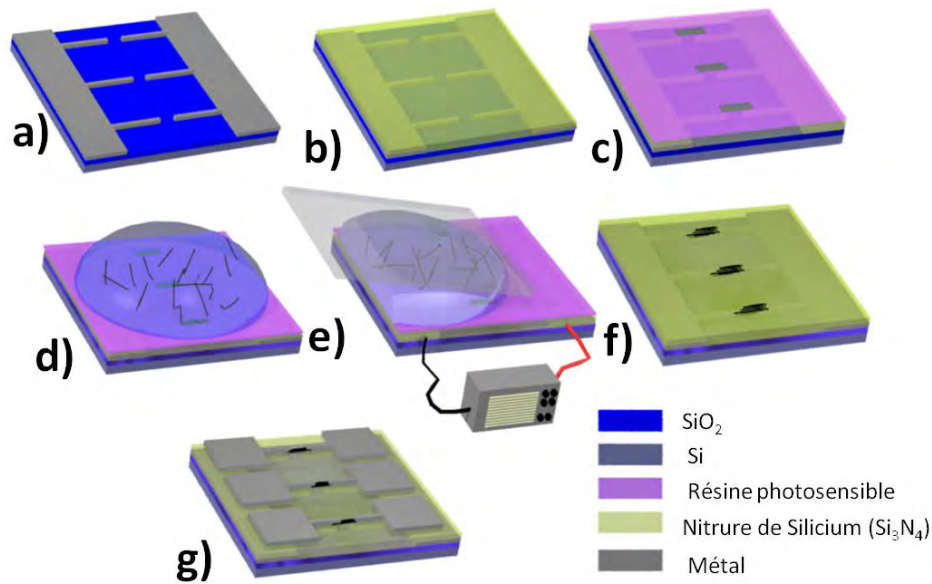 a)
b)
c)
d)
e)
f)
g)
SiO₂
Si
Résine photosensible
Nitrure de Silicium (Si₃N₄)
Métal